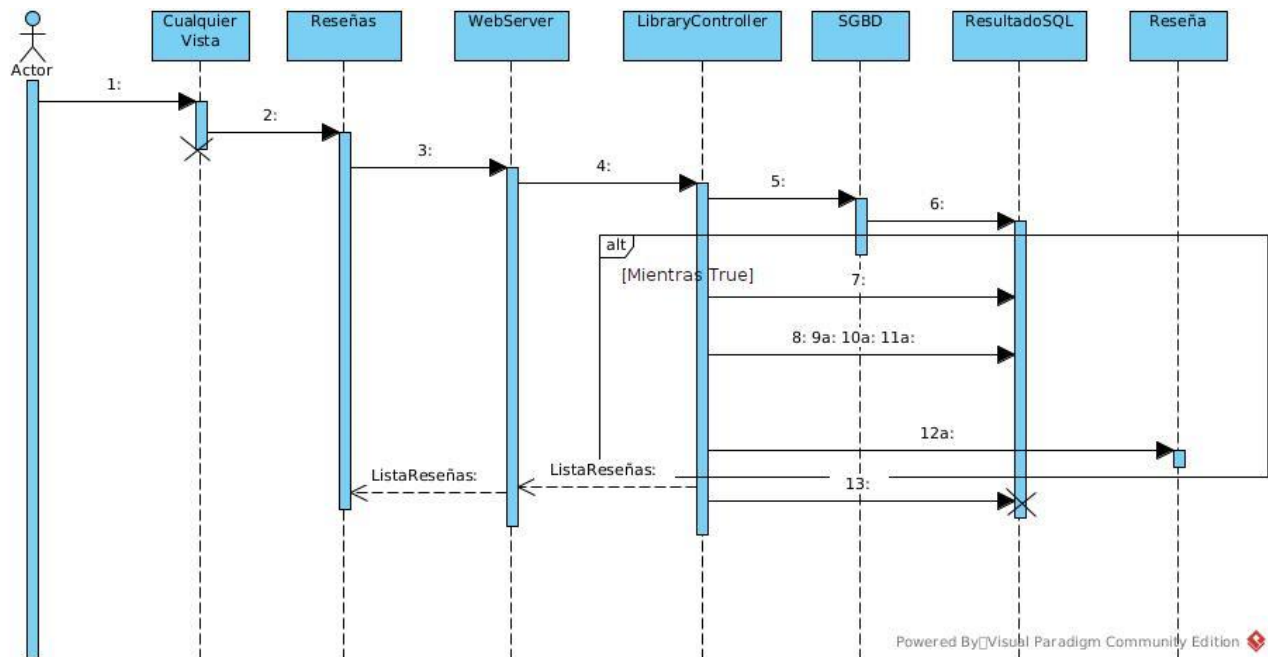 Cualquier
Vista
Reseñas
WebServer
LibraryController
SGBD
ResultadoSQL
Reseña
Actor
1:
2:
3:
4:
5:
6:
alt
[Mientras True]
7:
8: 9a: 10a: 11a:
12a:
ListaReseñas:
ListaReseñas:
13:
Powered By Visual Paradigm Community Edition